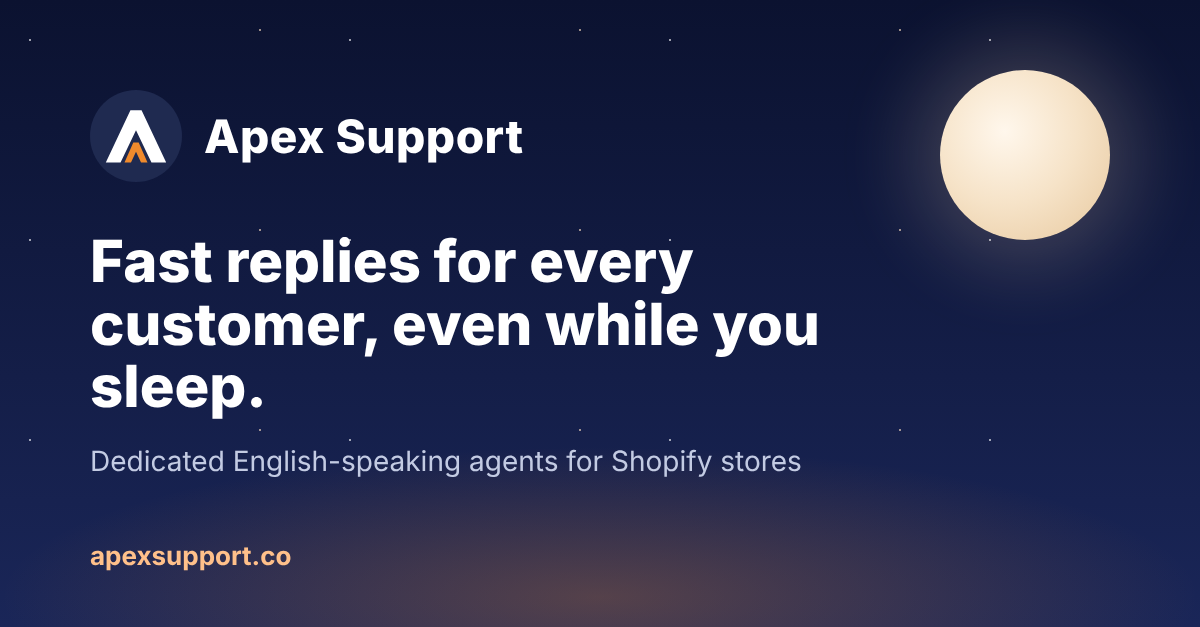 Apex Support
Fast replies for every
customer, even while you
sleep.
Dedicated English-speaking agents for Shopify stores
apexsupport.co